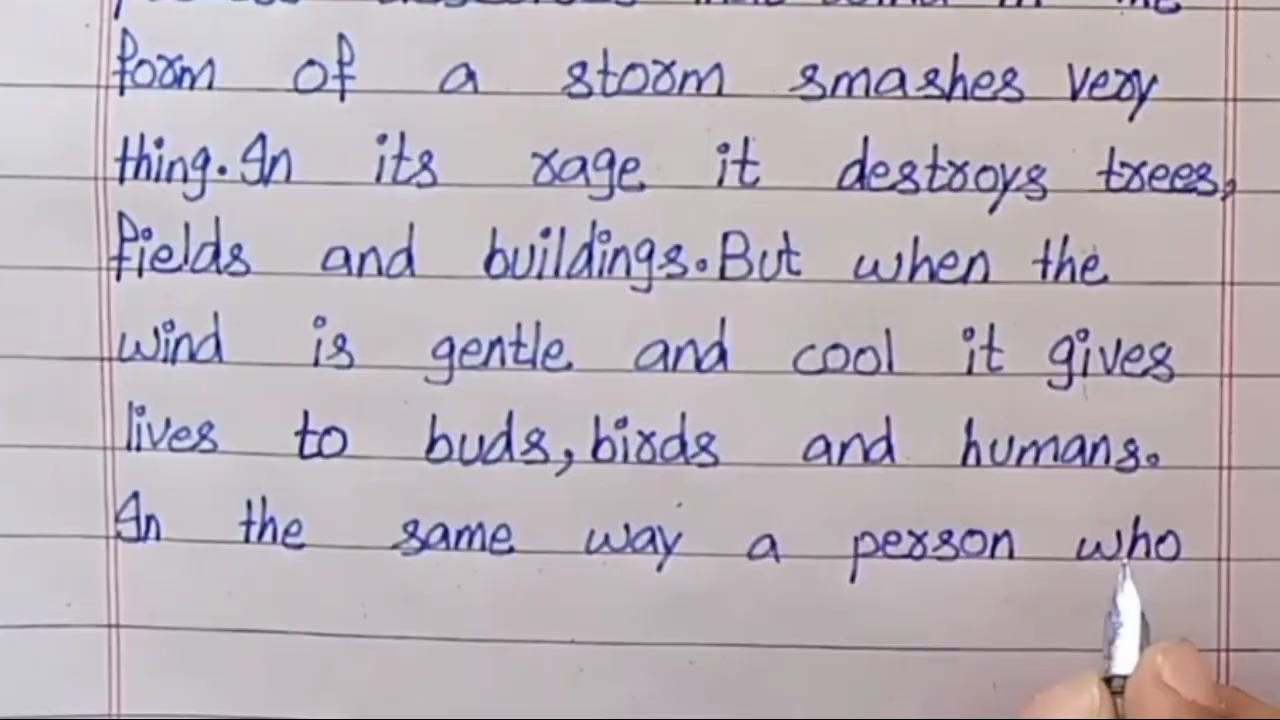 form of a storm smashes very
thing. In its rage it destroys trees,
fields and buildings. But when the
wind is gentle and cool it gives
lives to buds, birds and humans.
In the same way a person who